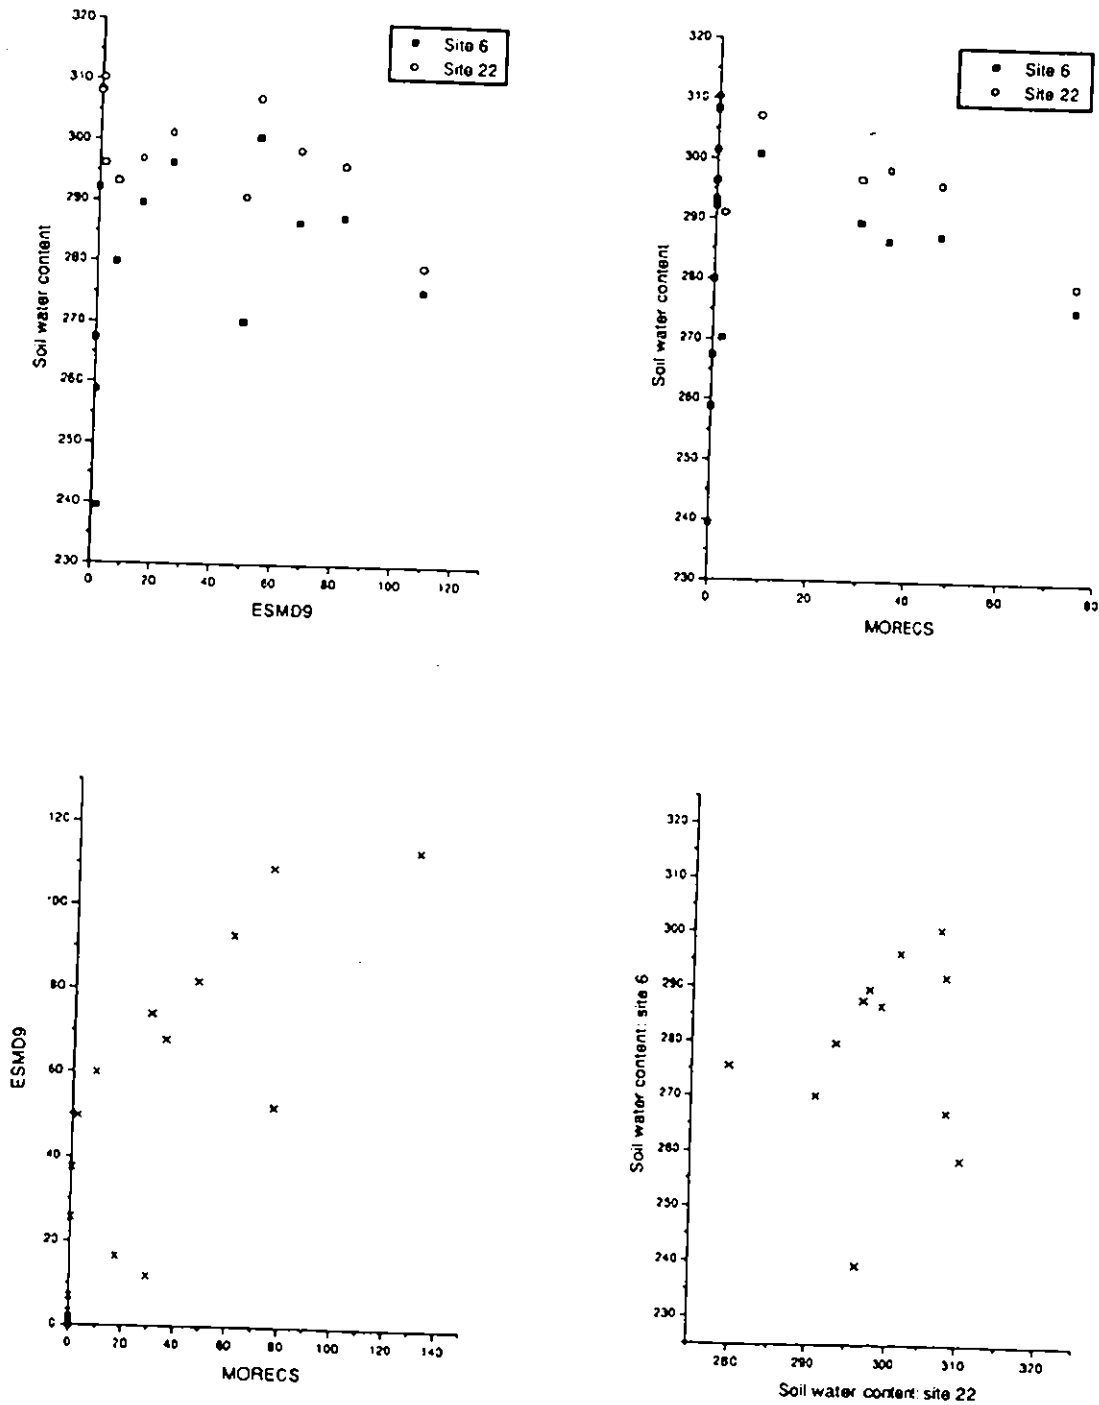 320
310
300
290
280
270
260
250
240
230
Soil water content
Site 6
Site 22
0 20 40 60 80 100 120
ESMD9
320
310
300
290
280
270
260
250
240
230
Soil water content
Site 6
Site 22
0 20 40 60 80
MORECS
120
100
80
60
40
20
0
ESMD9
0 20 40 60 80 100 120 140
MORECS
320
310
300
290
280
270
260
250
240
230
Soil water content: site 6
280 290 300 310 320
Soil water content: site 22